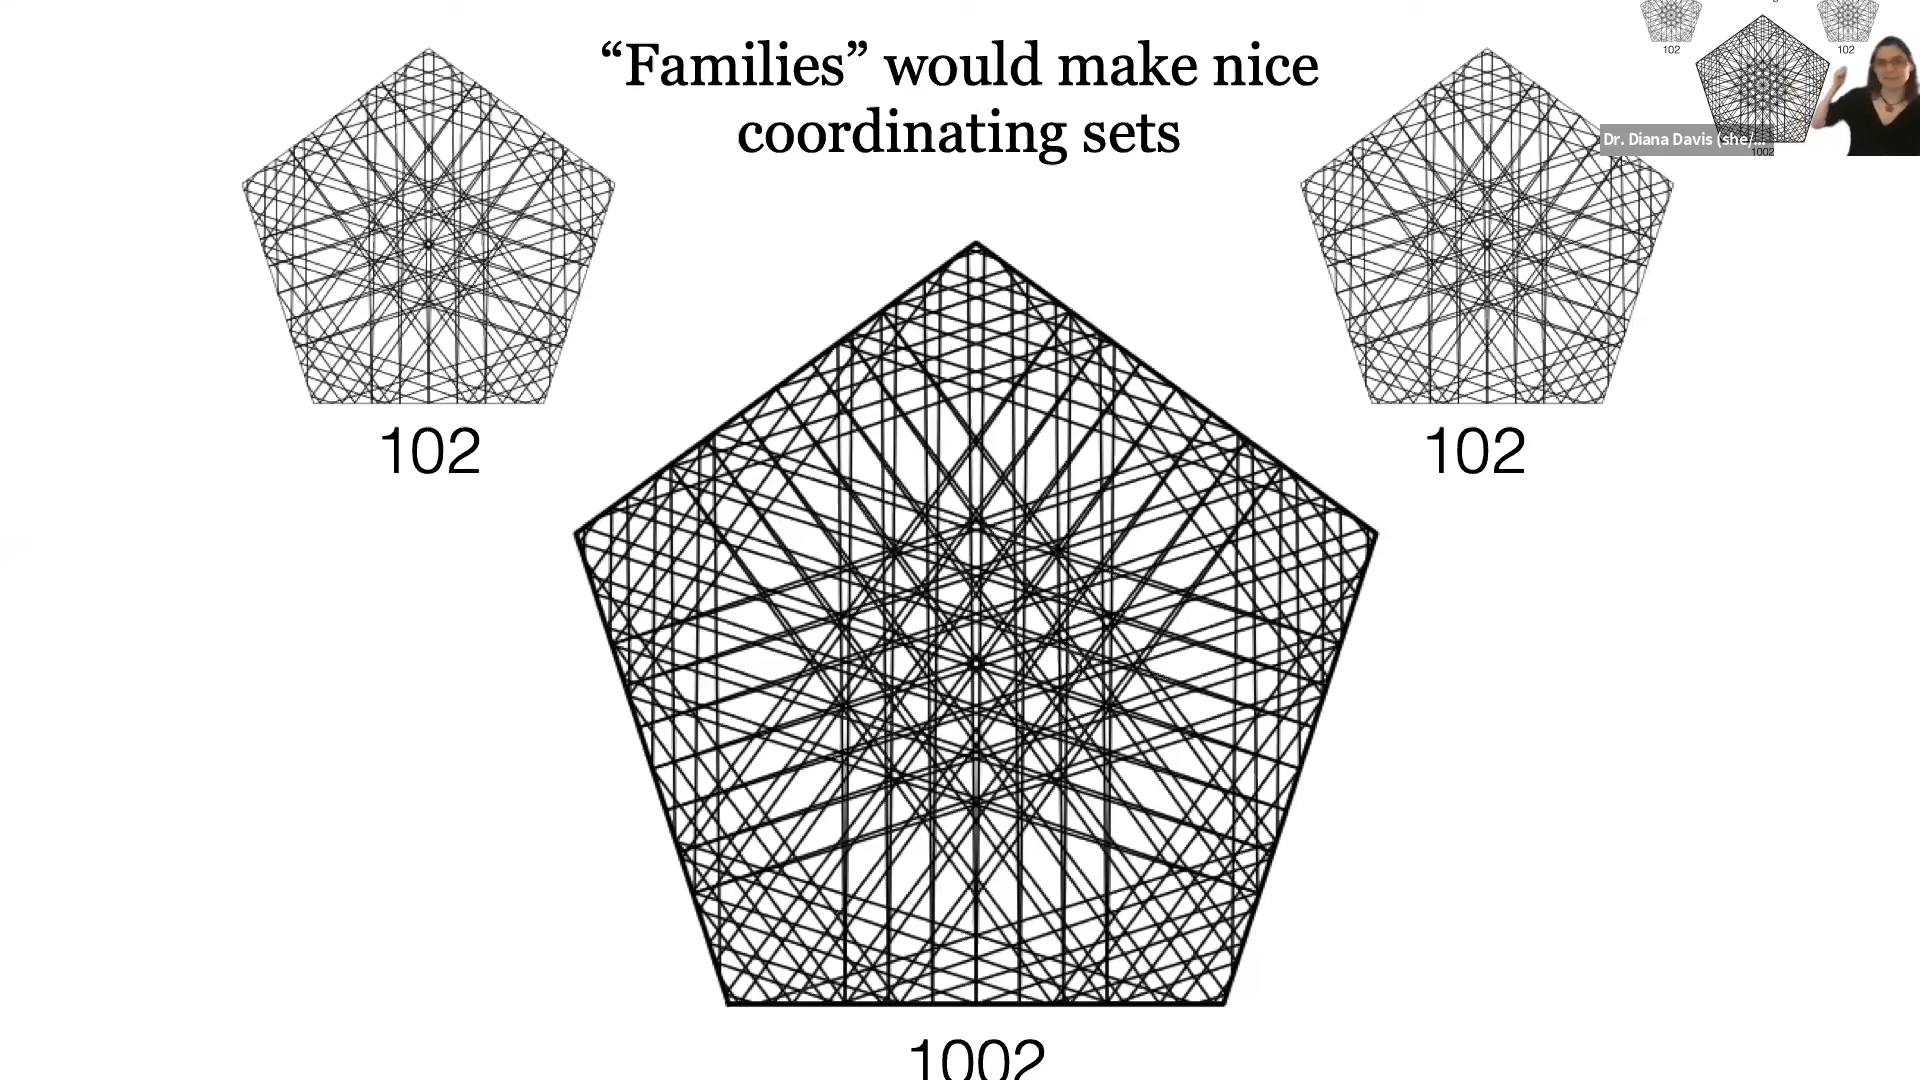 “Families” would make nice
coordinating sets
102
102
1002
102
102
Dr. Diana Davis (she/...
1002